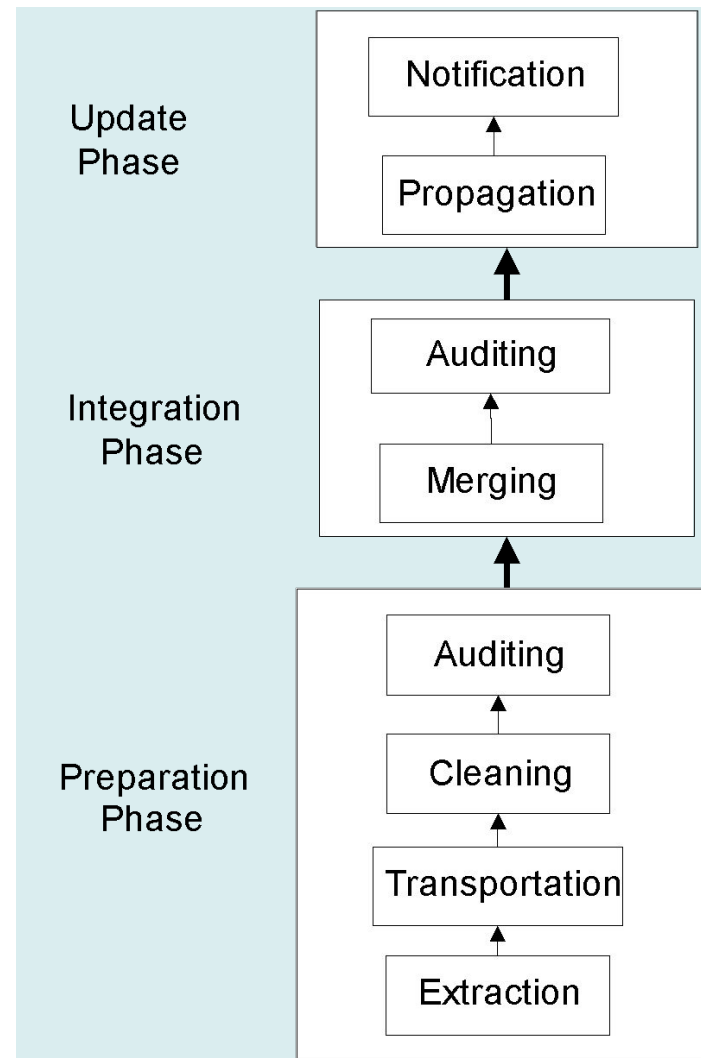 Update
Phase
Notification
Propagation
Integration
Phase
Auditing
Merging
Preparation
Phase
Auditing
Cleaning
Transportation
Extraction